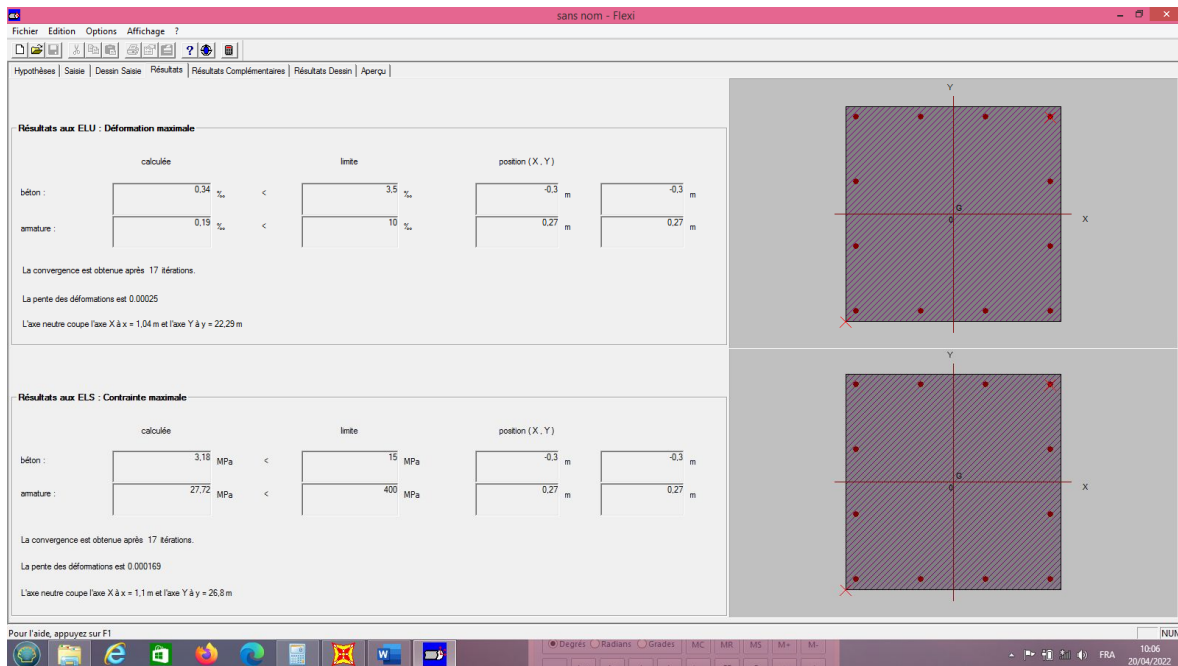 sans nom - Flexi
Fichier Edition Options Affichage ?
Hypothèses Saisie Dessin Saisie Résultats Résultats Complémentaires Résultats Dessin Aperçu
Résultats aux ELU : Déformation maximale
calculée limite position ( X , Y )
béton : 0,34 ‰ < 3,5 ‰ -0,3 m -0,3 m
armature : 0,19 ‰ < 10 ‰ 0,27 m 0,27 m
La convergence est obtenue après 17 itérations.
La pente des déformations est 0.00025
L'axe neutre coupe l'axe X à x = 1,04 m et l'axe Y à y = 22,29 m
Y
G
0
X
Résultats aux ELS : Contrainte maximale
calculée limite position ( X , Y )
béton : 3,18 MPa < 15 MPa -0,3 m -0,3 m
armature : 27,72 MPa < 400 MPa 0,27 m 0,27 m
La convergence est obtenue après 17 itérations.
La pente des déformations est 0.000169
L'axe neutre coupe l'axe X à x = 1,1 m et l'axe Y à y = 26,8 m
Y
G
0
X
Pour l'aide, appuyez sur F1
NUM
Degrés Radians Grades MC MR MS M+ M-
FRA
10:06
20/04/2022